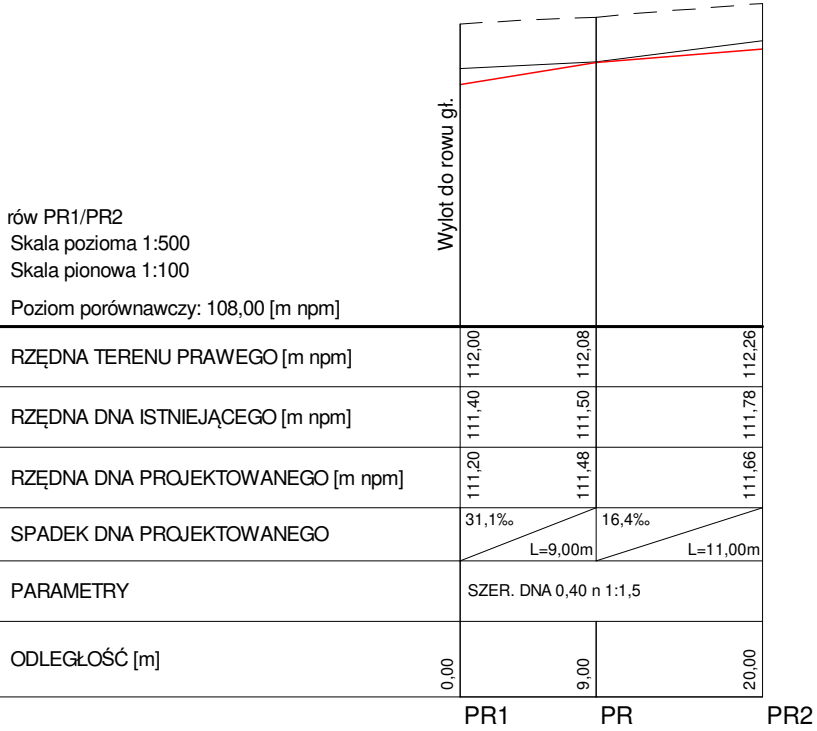 Wylot do rowu gł.
rów PR1/PR2
Skala pozioma 1:500
Skala pionowa 1:100
Poziom porównawczy: 108,00 [m npm]
RZĘDNA TERENU PRAWEGO [m npm]
112,00
112,08
112,26
RZĘDNA DNA ISTNIEJĄCEGO [m npm]
111,40
111,50
111,78
RZĘDNA DNA PROJEKTOWANEGO [m npm]
111,20
111,48
111,66
SPADEK DNA PROJEKTOWANEGO
31,1‰
L=9,00m
16,4‰
L=11,00m
PARAMETRY
SZER. DNA 0,40 n 1:1,5
ODLEGŁOŚĆ [m]
0,00
9,00
20,00
PR1
PR
PR2